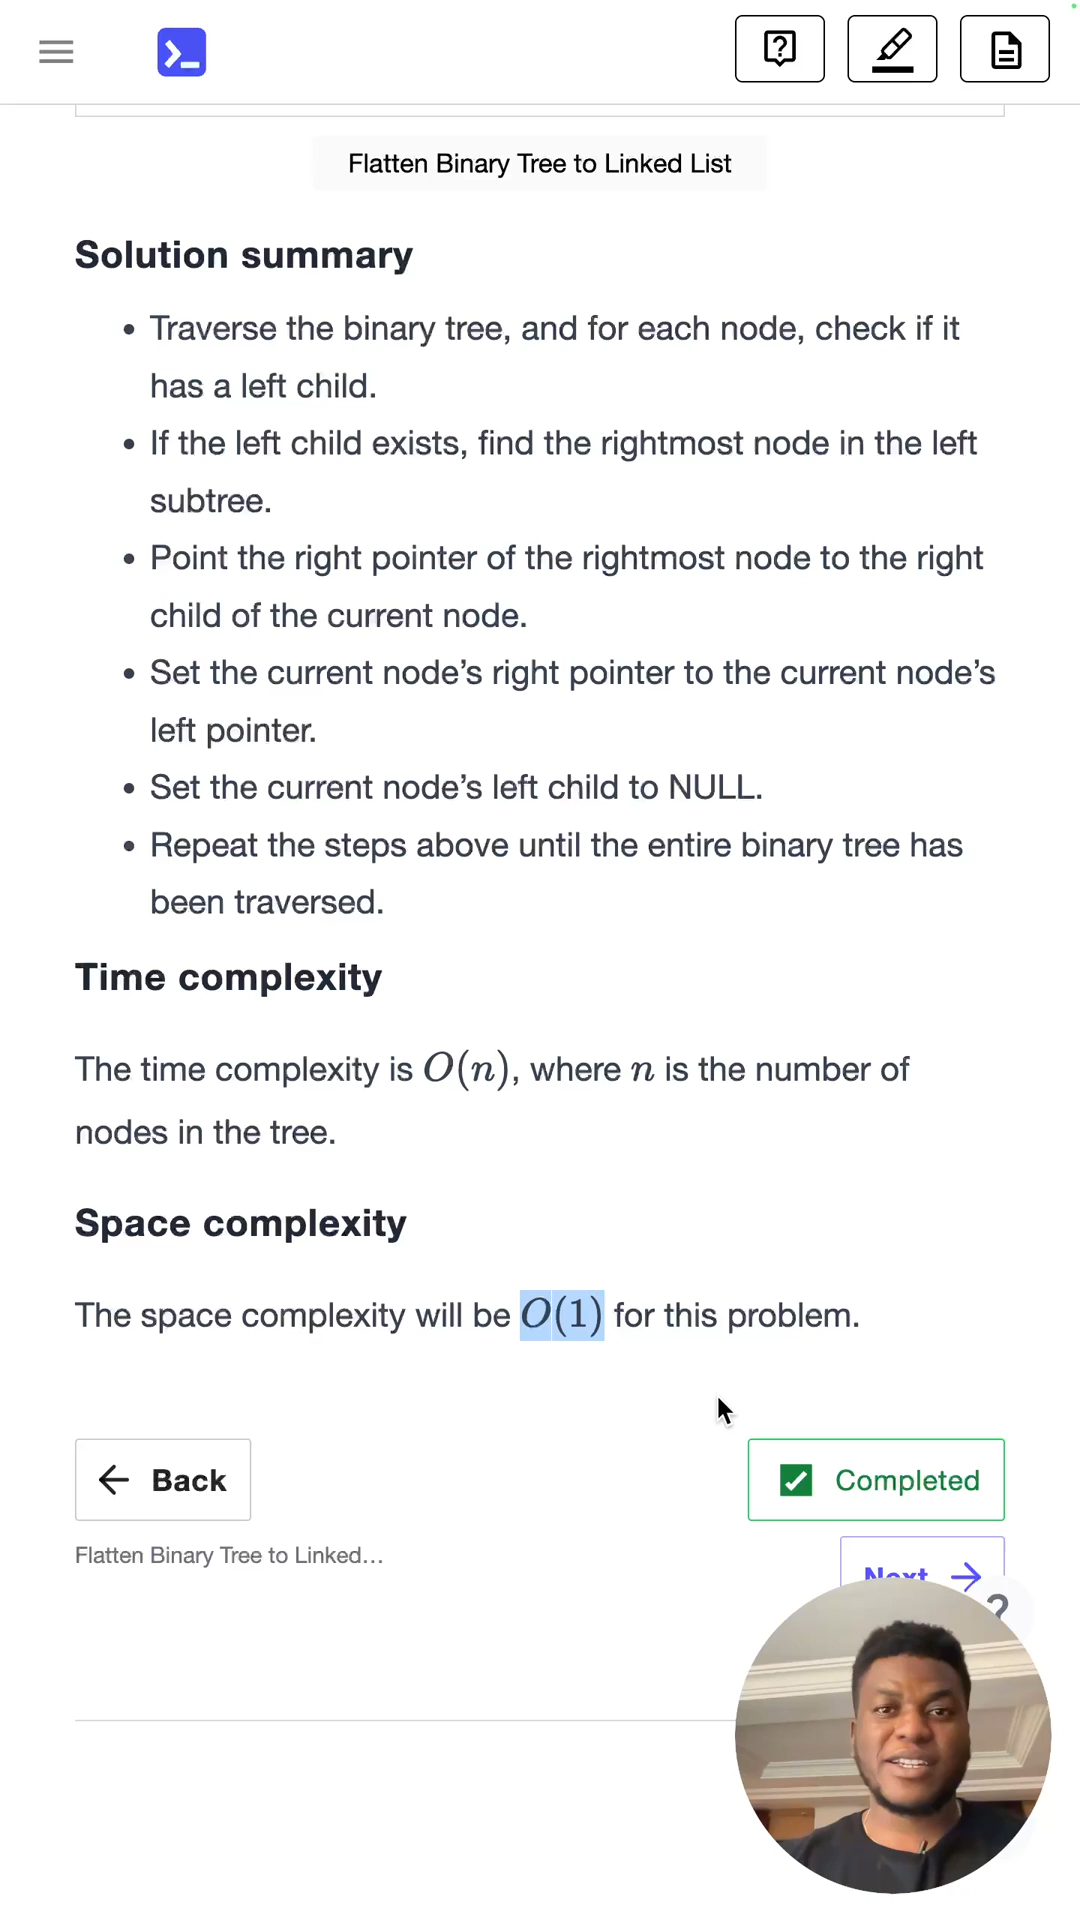 Flatten Binary Tree to Linked List
Solution summary
• Traverse the binary tree, and for each node, check if it
has a left child.
• If the left child exists, find the rightmost node in the left
subtree.
• Point the right pointer of the rightmost node to the right
child of the current node.
• Set the current node’s right pointer to the current node’s
left pointer.
• Set the current node’s left child to NULL.
• Repeat the steps above until the entire binary tree has
been traversed.
Time complexity
The time complexity is O(n), where n is the number of
nodes in the tree.
Space complexity
The space complexity will be O(1) for this problem.
← Back
Completed
Flatten Binary Tree to Linked...
Next →
?